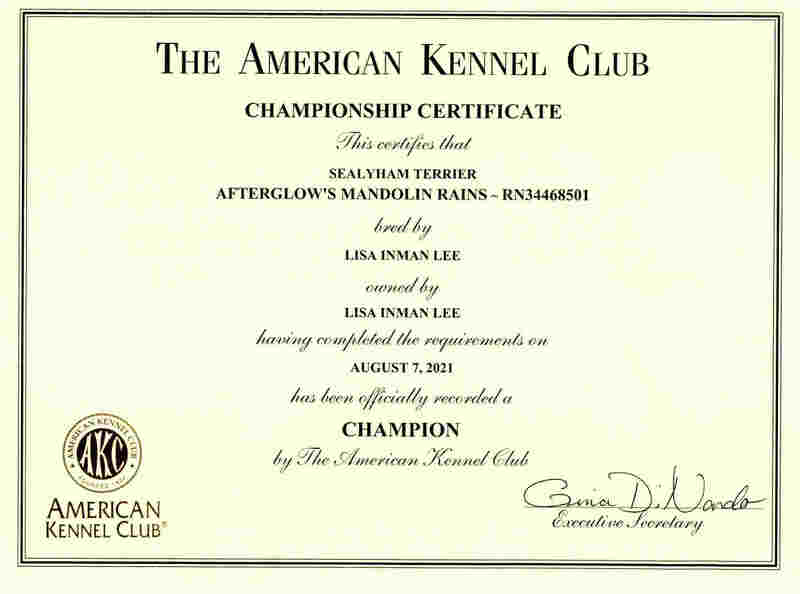 THE AMERICAN KENNEL CLUB
CHAMPIONSHIP CERTIFICATE
This certifies that
SEALYHAM TERRIER
AFTERGLOW'S MANDOLIN RAINS ~ RN34468501
bred by
LISA INMAN LEE
owned by
LISA INMAN LEE
having completed the requirements on
AUGUST 7, 2021
has been officially recorded a
CHAMPION
by The American Kennel Club
AMERICAN KENNEL CLUB
AKC
AMERICAN
KENNEL CLUB®
Gina DiNardo
Executive Secretary